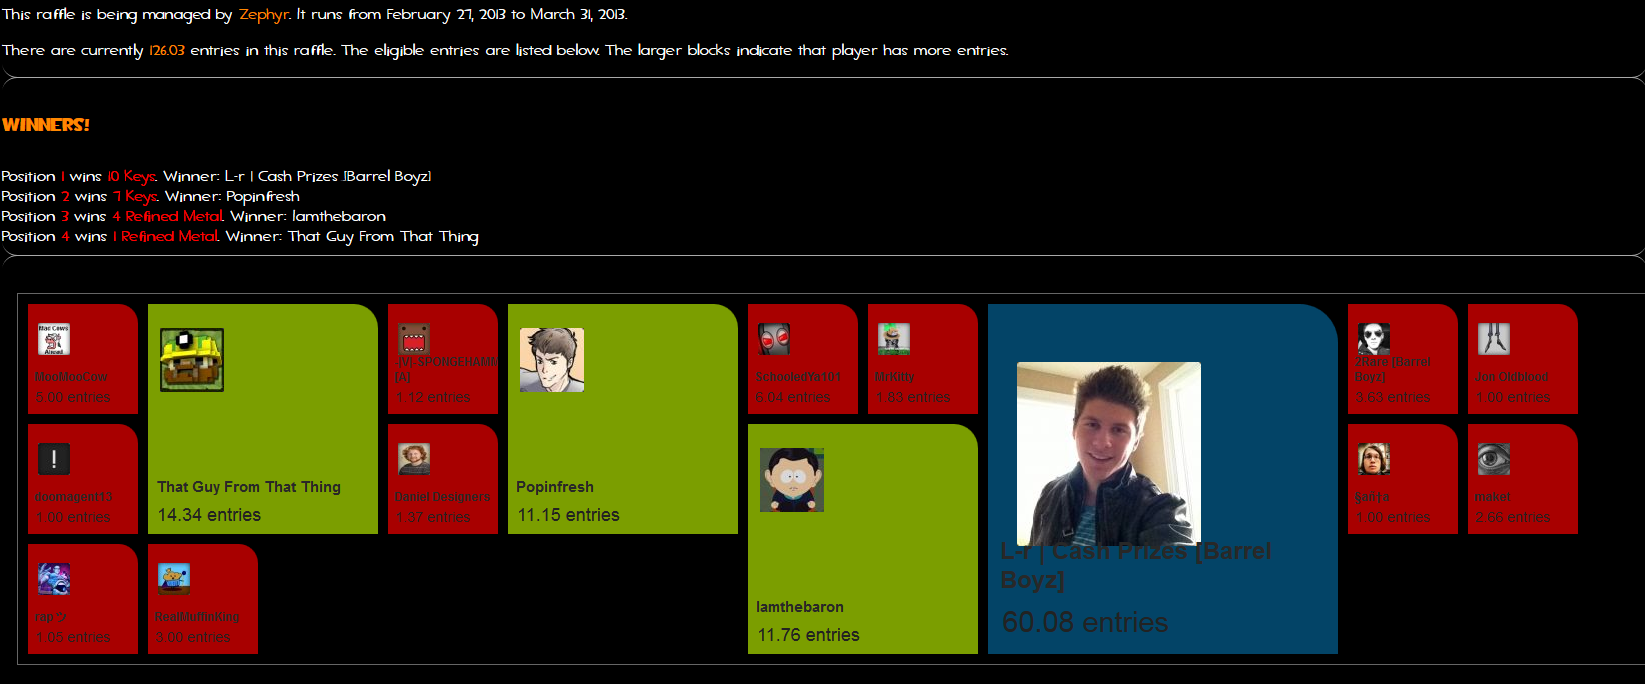 This raffle is being managed by Zephyr. It runs from February 27, 2013 to March 31, 2013.
There are currently 126.03 entries in this raffle. The eligible entries are listed below. The larger blocks indicate that player has more entries.
WINNERS!
Position 1 wins 10 Keys. Winner: L-r | Cash Prizes [Barrel Boyz]
Position 2 wins 7 Keys. Winner: Popinfresh
Position 3 wins 4 Refined Metal. Winner: Iamthebaron
Position 4 wins 1 Refined Metal. Winner: That Guy From That Thing
Mad Cows
Ahead
MooMooCow
5.00 entries
That Guy From That Thing
14.34 entries
[V] SPONGEHAMM
[A]
1.12 entries
Popinfresh
11.15 entries
SchooledYa101
6.04 entries
MrKitty
1.83 entries
L-r | Cash Prizes [Barrel
Boyz]
60.08 entries
[Barrel
Boyz]
3.63 entries
Jon Oldblood
1.00 entries
doomagent13
1.00 entries
Daniel Designers
1.37 entries
Iamthebaron
11.76 entries
1.00 entries
maket
2.66 entries
rap ツ
1.05 entries
RealMuffinKing
3.00 entries